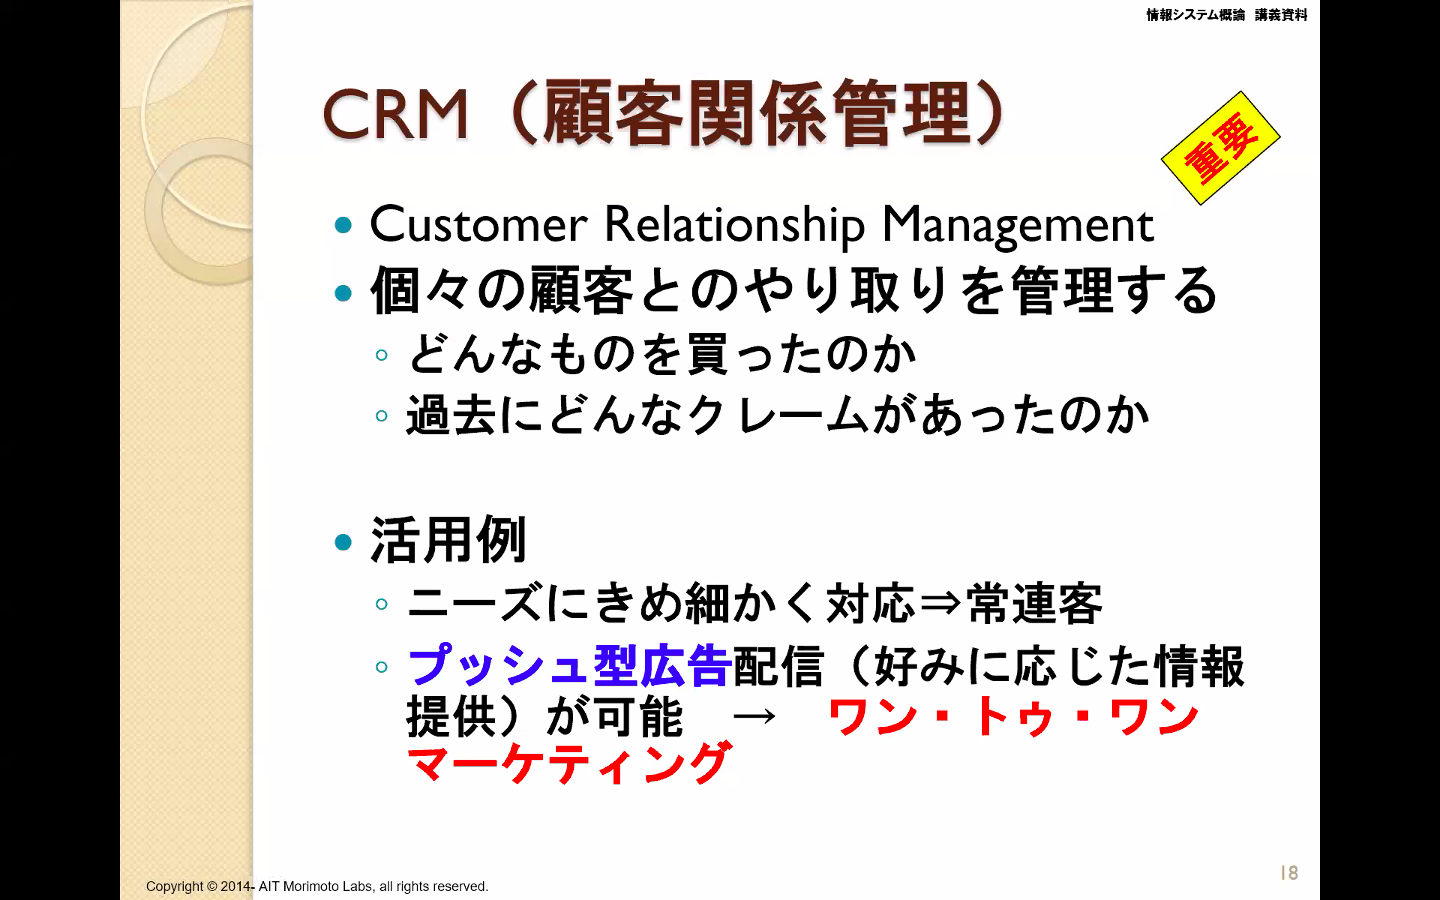 情報システム概論　講義資料
CRM（顧客関係管理）
重要
• Customer Relationship Management
• 個々の顧客とのやり取りを管理する
◦ どんなものを買ったのか
◦ 過去にどんなクレームがあったのか
• 活用例
◦ ニーズにきめ細かく対応⇒常連客
◦ プッシュ型広告配信（好みに応じた情報
提供）が可能　→　ワン・トゥ・ワン
マーケティング
18
Copyright © 2014- AIT Morimoto Labs, all rights reserved.